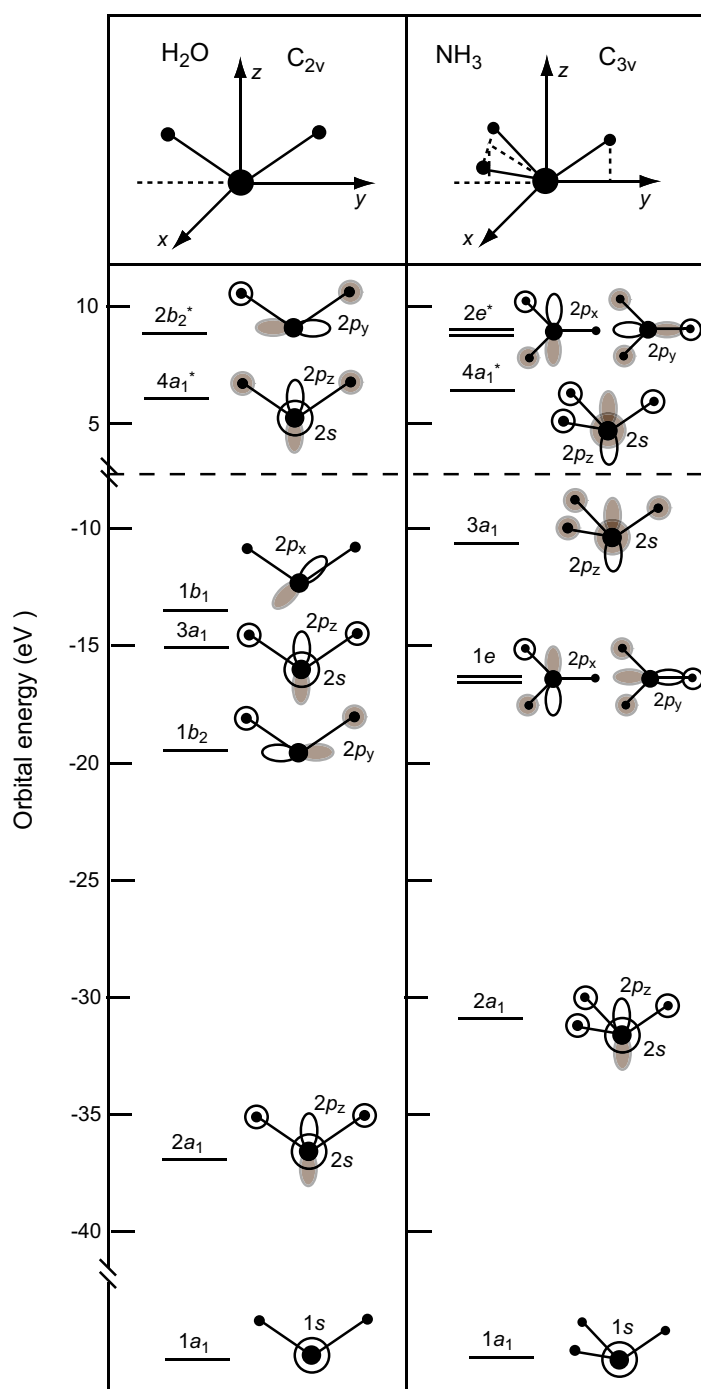 H₂O C₂ᵥ
z
y
x
NH₃ C₃ᵥ
z
y
x
Orbital energy (eV )
10
5
-10
-15
-20
-25
-30
-35
-40
2b₂*
2py
4a₁*
2pz
2s
2px
1b₁
3a₁
2pz
2s
1b₂
2py
2a₁
2pz
2s
1a₁
1s
2e*
2px
2py
4a₁*
2s
2pz
3a₁
2s
2pz
1e
2px
2py
2a₁
2pz
2s
1a₁
1s